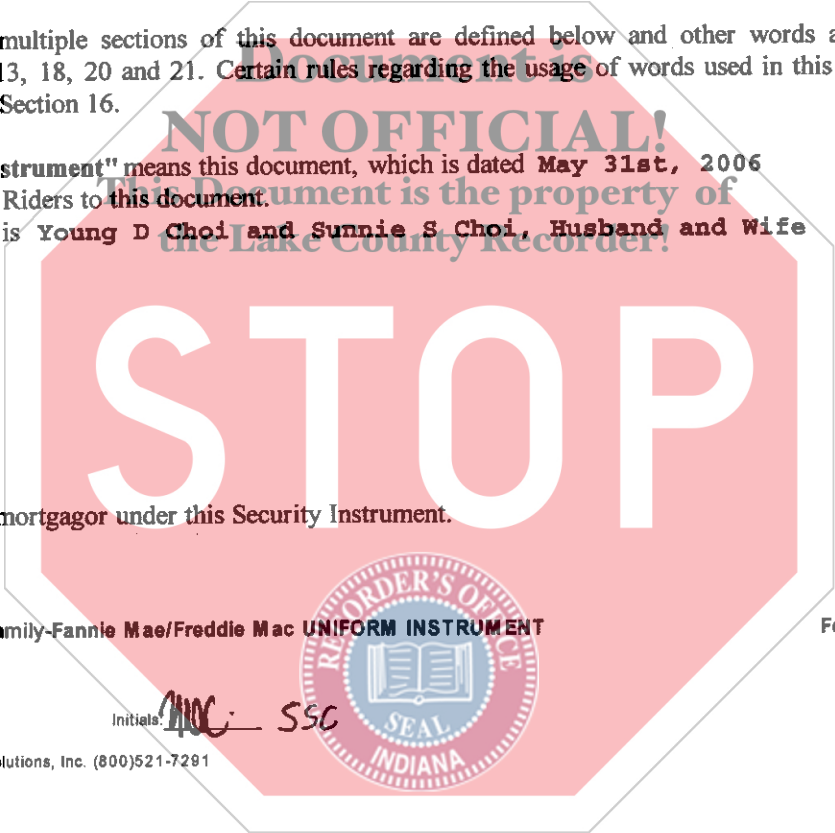 multiple sections of this document are defined below and other words a
Document is
13, 18, 20 and 21. Certain rules regarding the usage of words used in this
Section 16.
NOT OFFICIAL!
strument" means this document, which is dated May 31st, 2006
This Document is the property of
Riders to this document.
is Young D Choi and Sunnie S Choi, Husband and Wife
the Lake County Recorder!
STOP
mortgagor under this Security Instrument.
RECORDER'S OFFICE
mily-Fannie Mae/Freddie Mac UNIFORM INSTRUMENT
Initials: SSC
SEAL
lutions, Inc. (800)521-7291
INDIANA